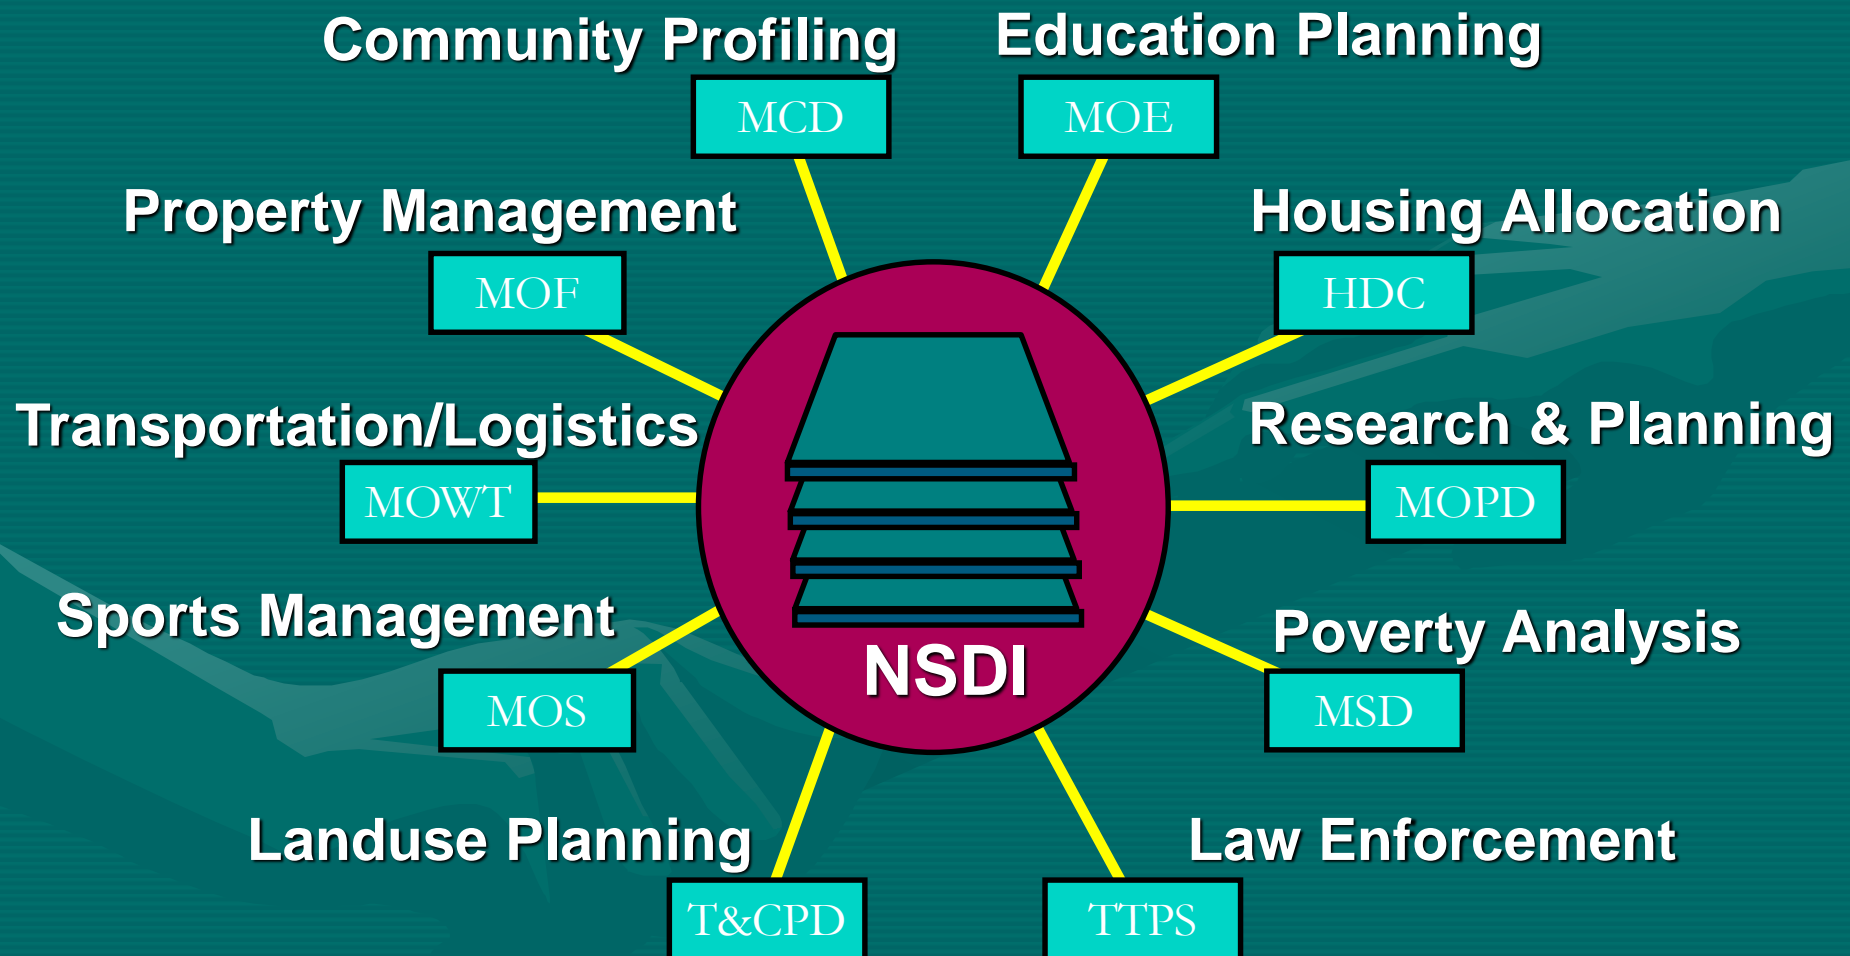 Community Profiling
MCD
Education Planning
MOE
Property Management
MOF
Housing Allocation
HDC
Transportation/Logistics
MOWT
Research & Planning
MOPD
Sports Management
MOS
NSDI
Poverty Analysis
MSD
Landuse Planning
T&CPD
Law Enforcement
TTPS